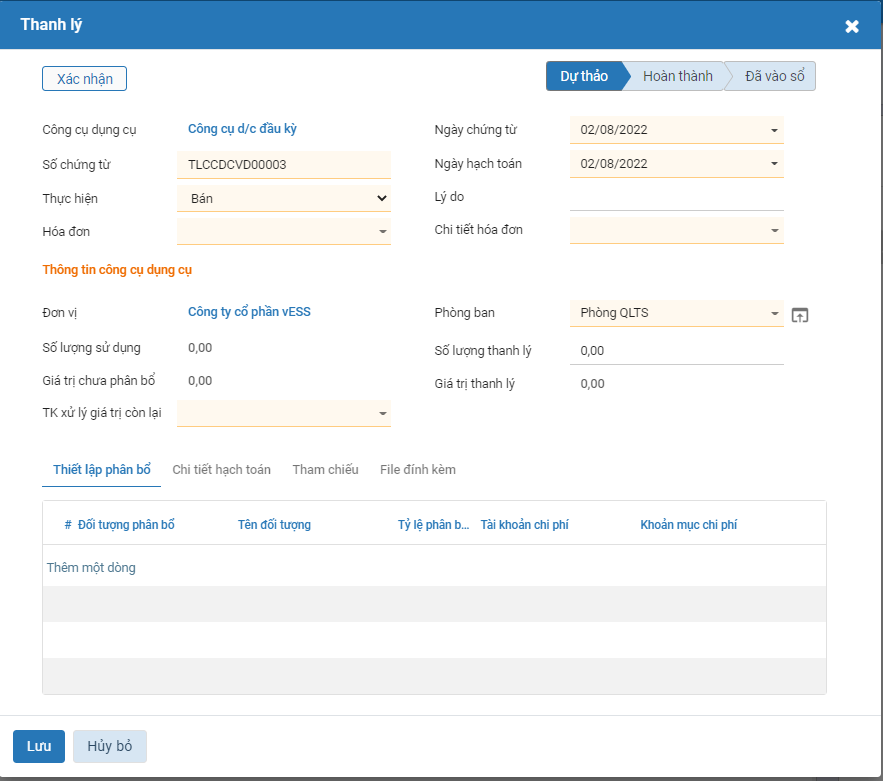 Thanh lý
Xác nhận
Dự thảo Hoàn thành Đã vào sổ
Công cụ dụng cụ Công cụ d/c đầu kỳ Ngày chứng từ 02/08/2022
Số chứng từ TLCCDCVD00003 Ngày hạch toán 02/08/2022
Thực hiện Bán Lý do
Hóa đơn Chi tiết hóa đơn
Thông tin công cụ dụng cụ
Đơn vị Công ty cổ phần vESS Phòng ban Phòng QLTS
Số lượng sử dụng 0,00 Số lượng thanh lý 0,00
Giá trị chưa phân bổ 0,00 Giá trị thanh lý 0,00
TK xử lý giá trị còn lại
Thiết lập phân bổ Chi tiết hạch toán Tham chiếu File đính kèm
# Đối tượng phân bổ Tên đối tượng Tỷ lệ phân b... Tài khoản chi phí Khoản mục chi phí
Thêm một dòng
Lưu Hủy bỏ